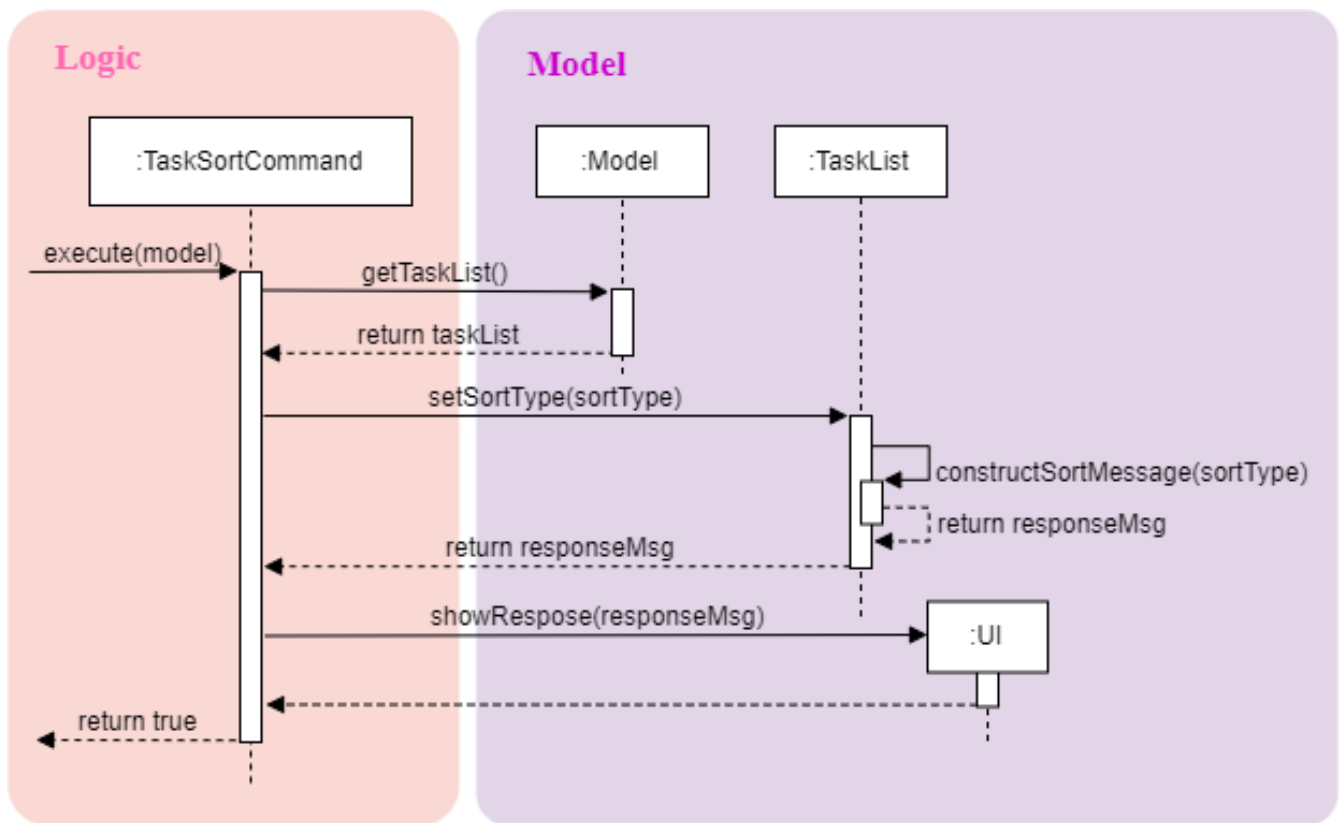 Logic
Model
:TaskSortCommand
:Model
:TaskList
execute(model)
getTaskList()
return taskList
setSortType(sortType)
constructSortMessage(sortType)
return responseMsg
return responseMsg
showRespose(responseMsg)
:UI
return true